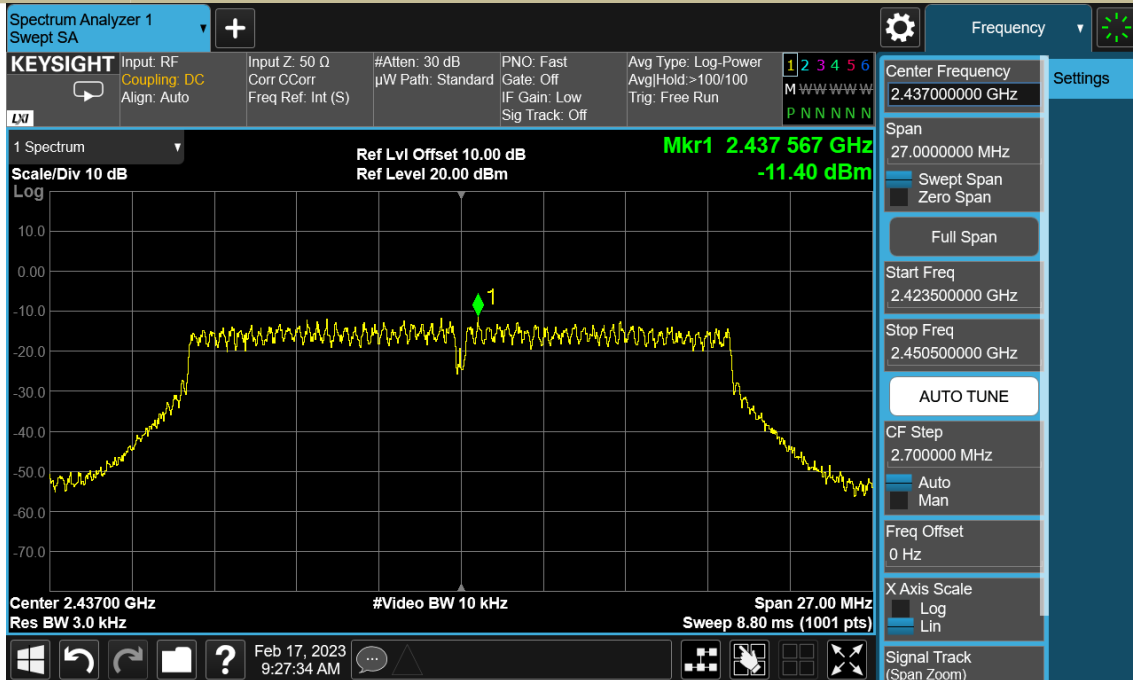 Spectrum Analyzer 1
Swept SA
Frequency
KEYSIGHT
LXI
Input: RF
Coupling: DC
Align: Auto
Input Z: 50 Ω
Corr CCorr
Freq Ref: Int (S)
#Atten: 30 dB
µW Path: Standard
PNO: Fast
Gate: Off
IF Gain: Low
Sig Track: Off
Avg Type: Log-Power
Avg|Hold:>100/100
Trig: Free Run
1 2 3 4 5 6
M W W W W W
P N N N N N
1 Spectrum
Scale/Div 10 dB
Ref Lvl Offset 10.00 dB
Ref Level 20.00 dBm
Mkr1 2.437 567 GHz
-11.40 dBm
Log
10.0
0.00
-10.0
-20.0
-30.0
-40.0
-50.0
-60.0
-70.0
1
Center 2.43700 GHz
Res BW 3.0 kHz
#Video BW 10 kHz
Span 27.00 MHz
Sweep 8.80 ms (1001 pts)
Feb 17, 2023
9:27:34 AM
Center Frequency
2.437000000 GHz
Span
27.0000000 MHz
Swept Span
Zero Span
Full Span
Start Freq
2.423500000 GHz
Stop Freq
2.450500000 GHz
AUTO TUNE
CF Step
2.700000 MHz
Auto
Man
Freq Offset
0 Hz
X Axis Scale
Log
Lin
Signal Track
(Span Zoom)
Settings